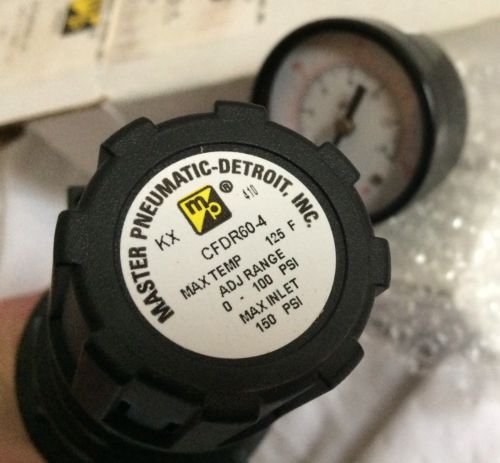 MASTER PNEUMATIC-DETROIT, INC.
mp ® 410
KX CFDR60-4
MAX TEMP 125 F
ADJ RANGE
0 - 100 PSI
MAX INLET
150 PSI